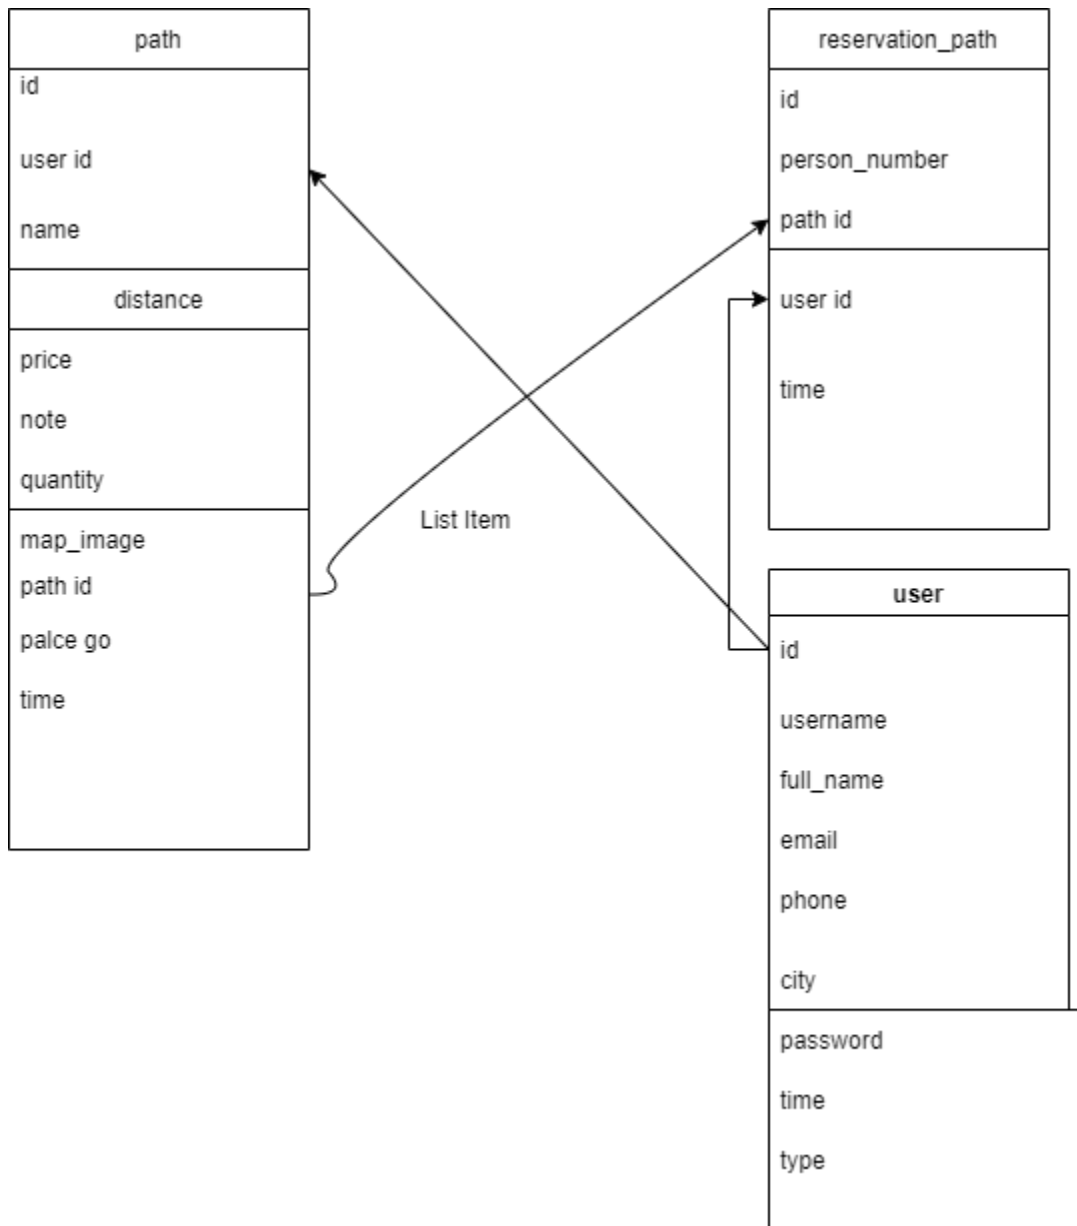 path
id
user id
name
distance
price
note
quantity
map_image
path id
palce go
time
List Item
reservation_path
id
person_number
path id
user id
time
user
id
username
full_name
email
phone
city
password
time
type